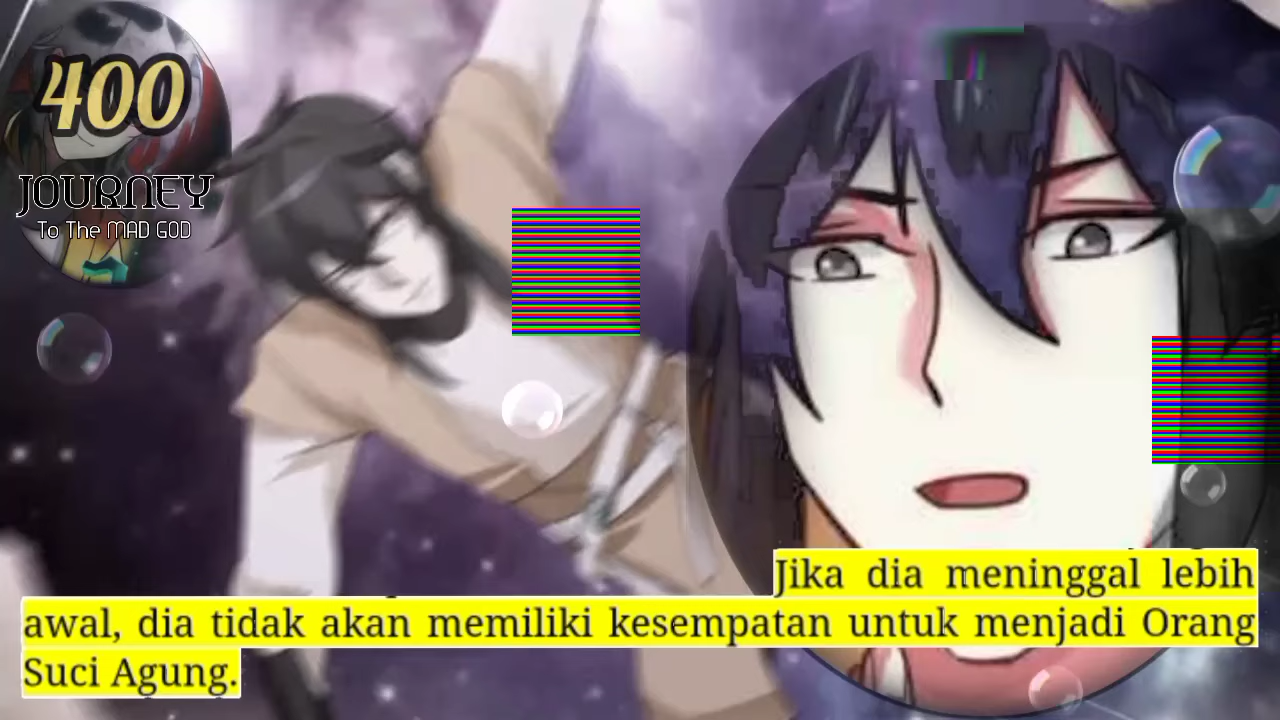 400
JOURNEY
To The MAD GOD
Jika dia meninggal lebih
awal, dia tidak akan memiliki kesempatan untuk menjadi Orang
Suci Agung.